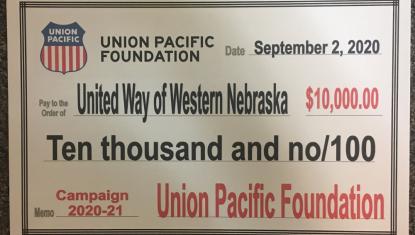 UNION
PACIFIC
UNION PACIFIC
FOUNDATION
Date September 2, 2020
Pay to the
Order of United Way of Western Nebraska $10,000.00
Ten thousand and no/100
Campaign
Memo 2020-21 Union Pacific Foundation